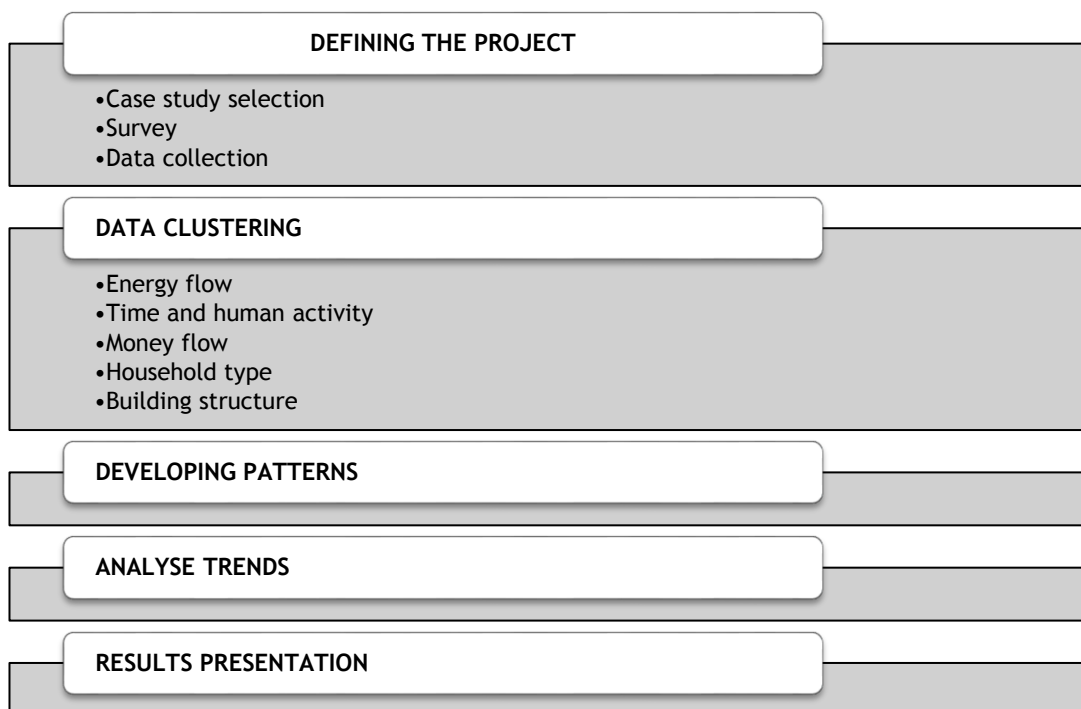 DEFINING THE PROJECT
•Case study selection
•Survey
•Data collection
DATA CLUSTERING
•Energy flow
•Time and human activity
•Money flow
•Household type
•Building structure
DEVELOPING PATTERNS
ANALYSE TRENDS
RESULTS PRESENTATION